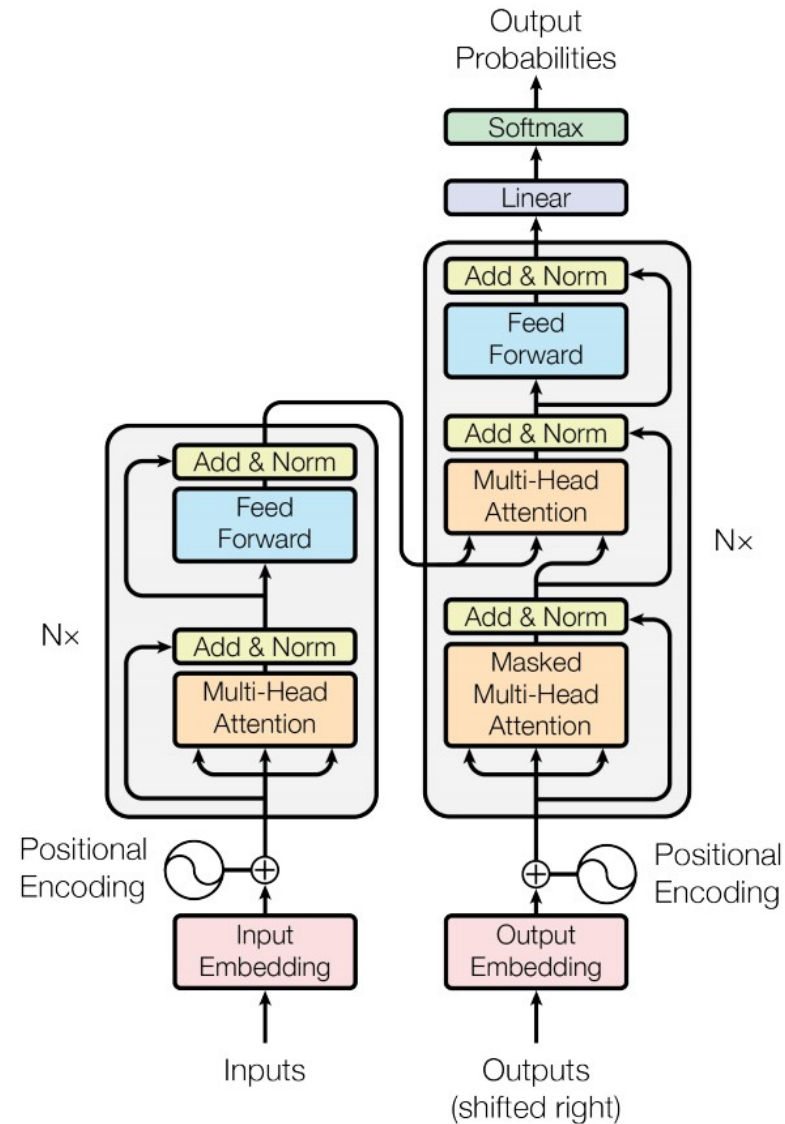 Output
Probabilities
Softmax
Linear
Add & Norm
Feed
Forward
Add & Norm
Multi-Head
Attention
Add & Norm
Masked
Multi-Head
Attention
N×
Add & Norm
Feed
Forward
Add & Norm
Multi-Head
Attention
N×
Positional
Encoding
Positional
Encoding
Input
Embedding
Output
Embedding
Inputs
Outputs
(shifted right)